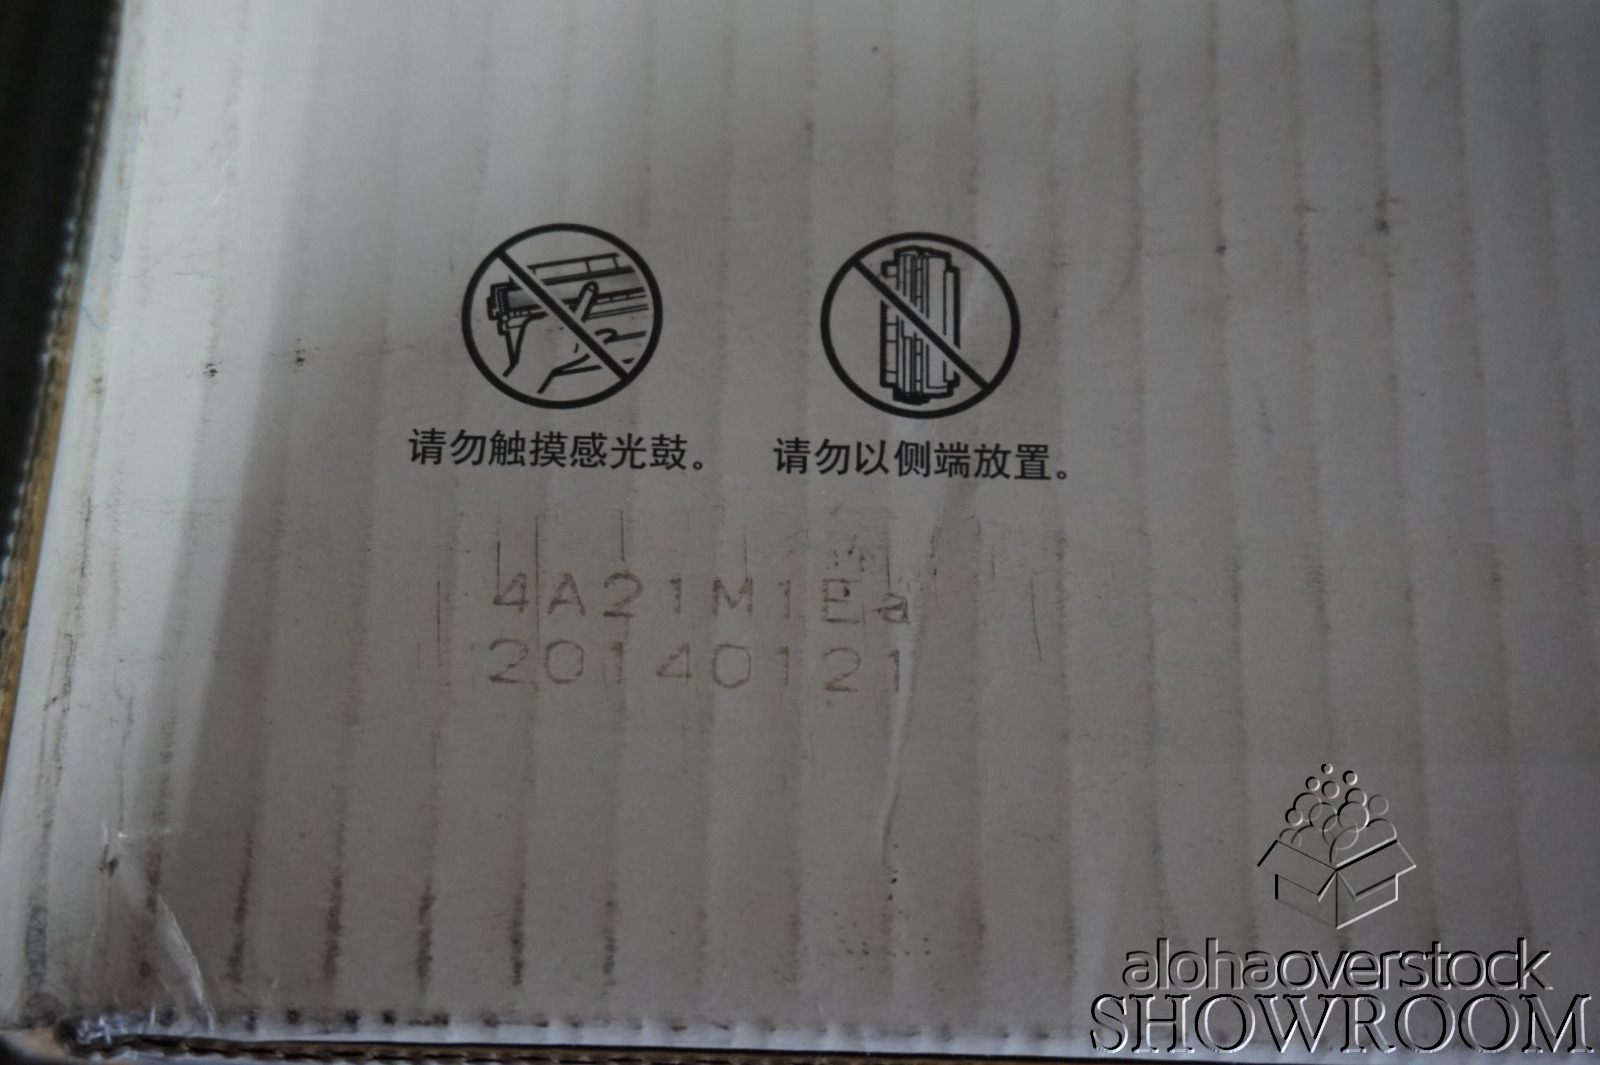 请勿触摸感光鼓。 请勿以侧端放置。
4A21M1Ea
20140121
alohaoverstock
SHOWROOM